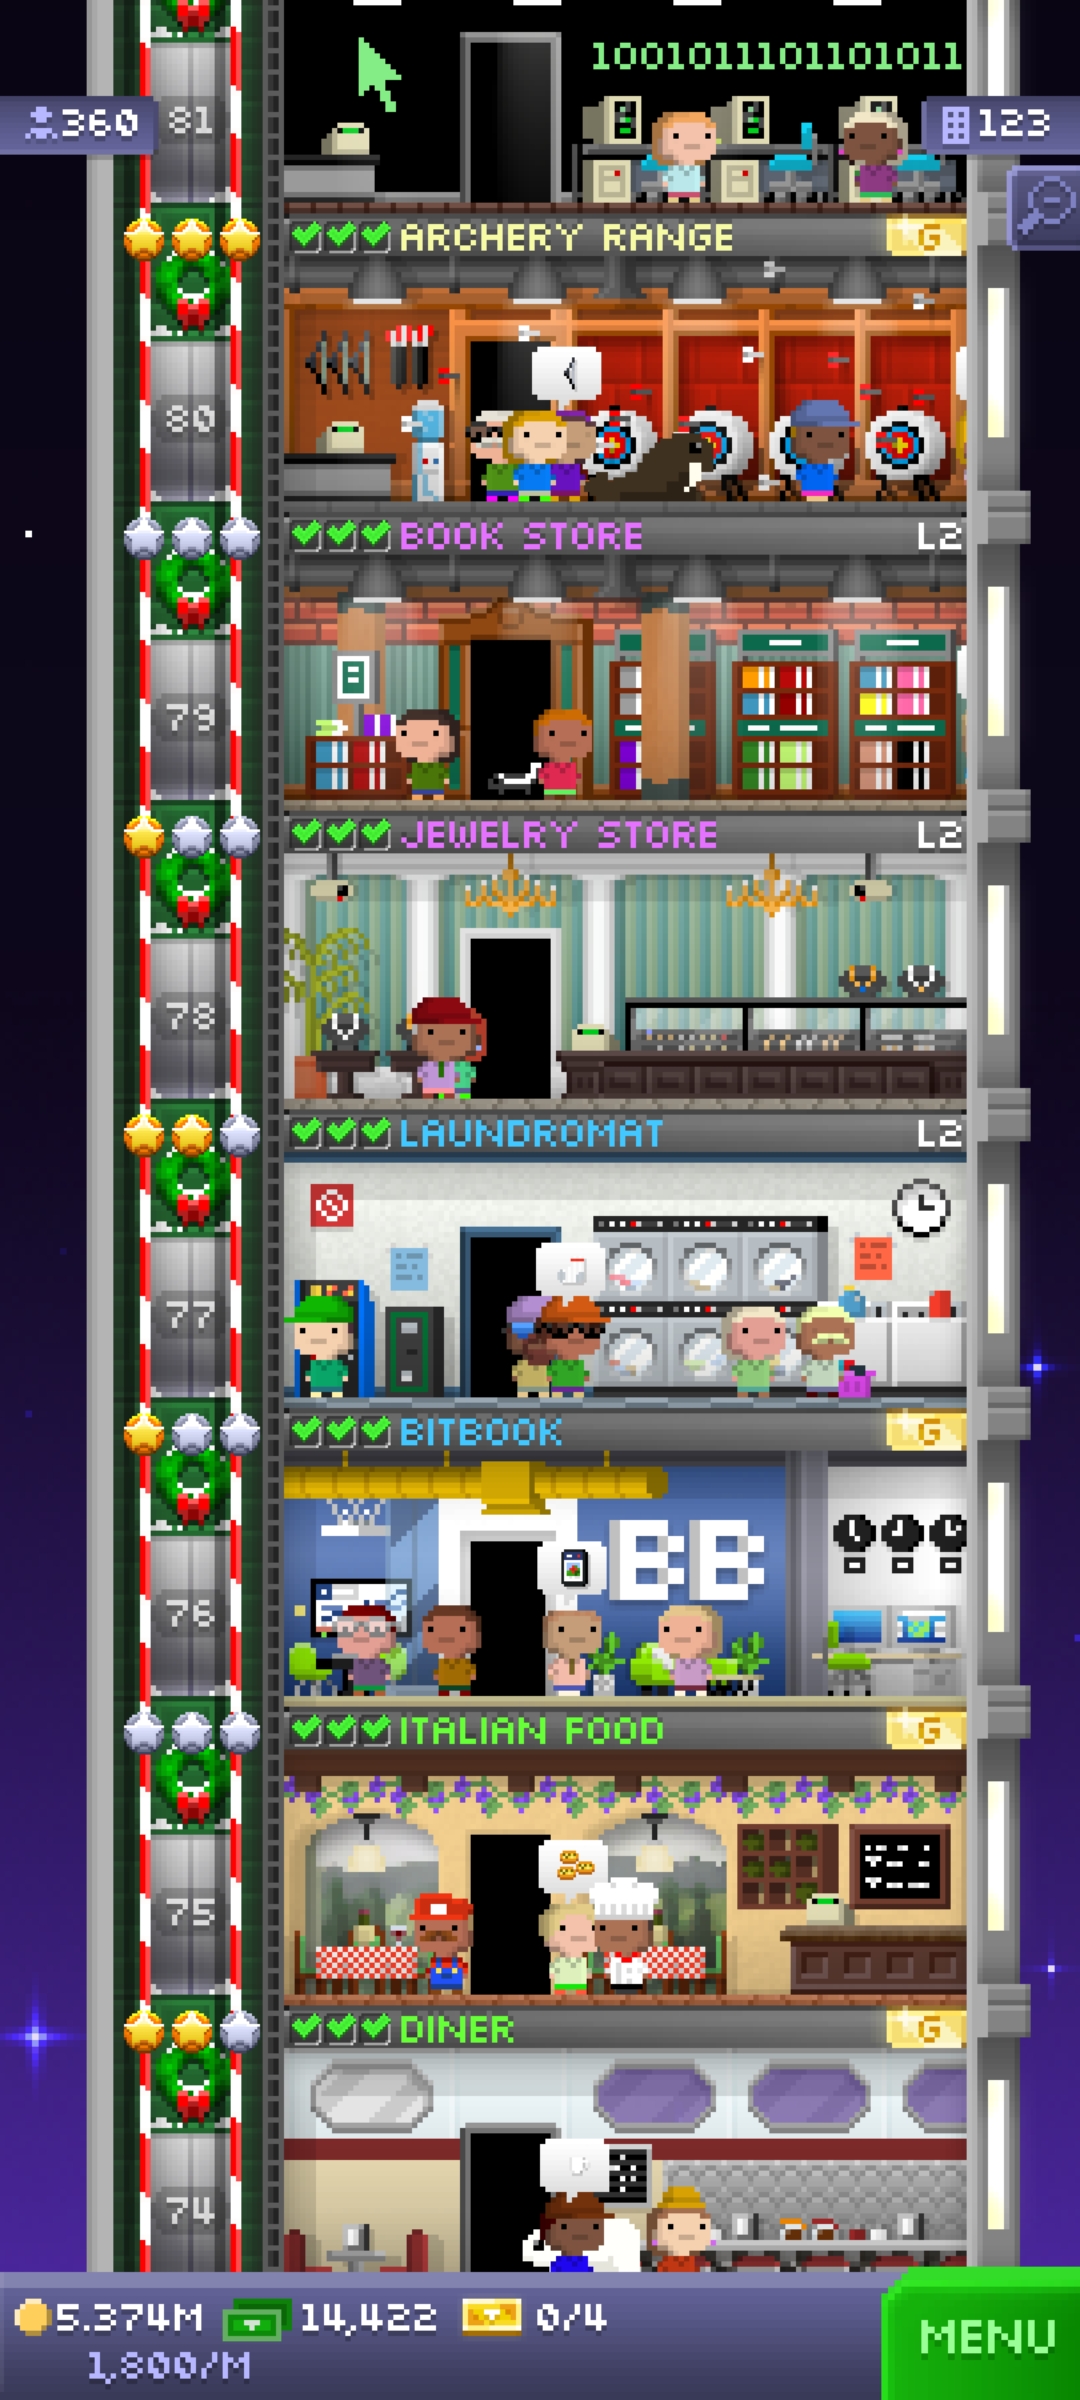 1001011101101011
360
81
123
ARCHERY RANGE
G
80
BOOK STORE
L2
79
JEWELRY STORE
L2
78
LAUNDROMAT
L2
77
BITBOOK
G
BB
76
ITALIAN FOOD
G
75
DINER
G
74
5.374M
14,422
0/4
MENU
1,800/M